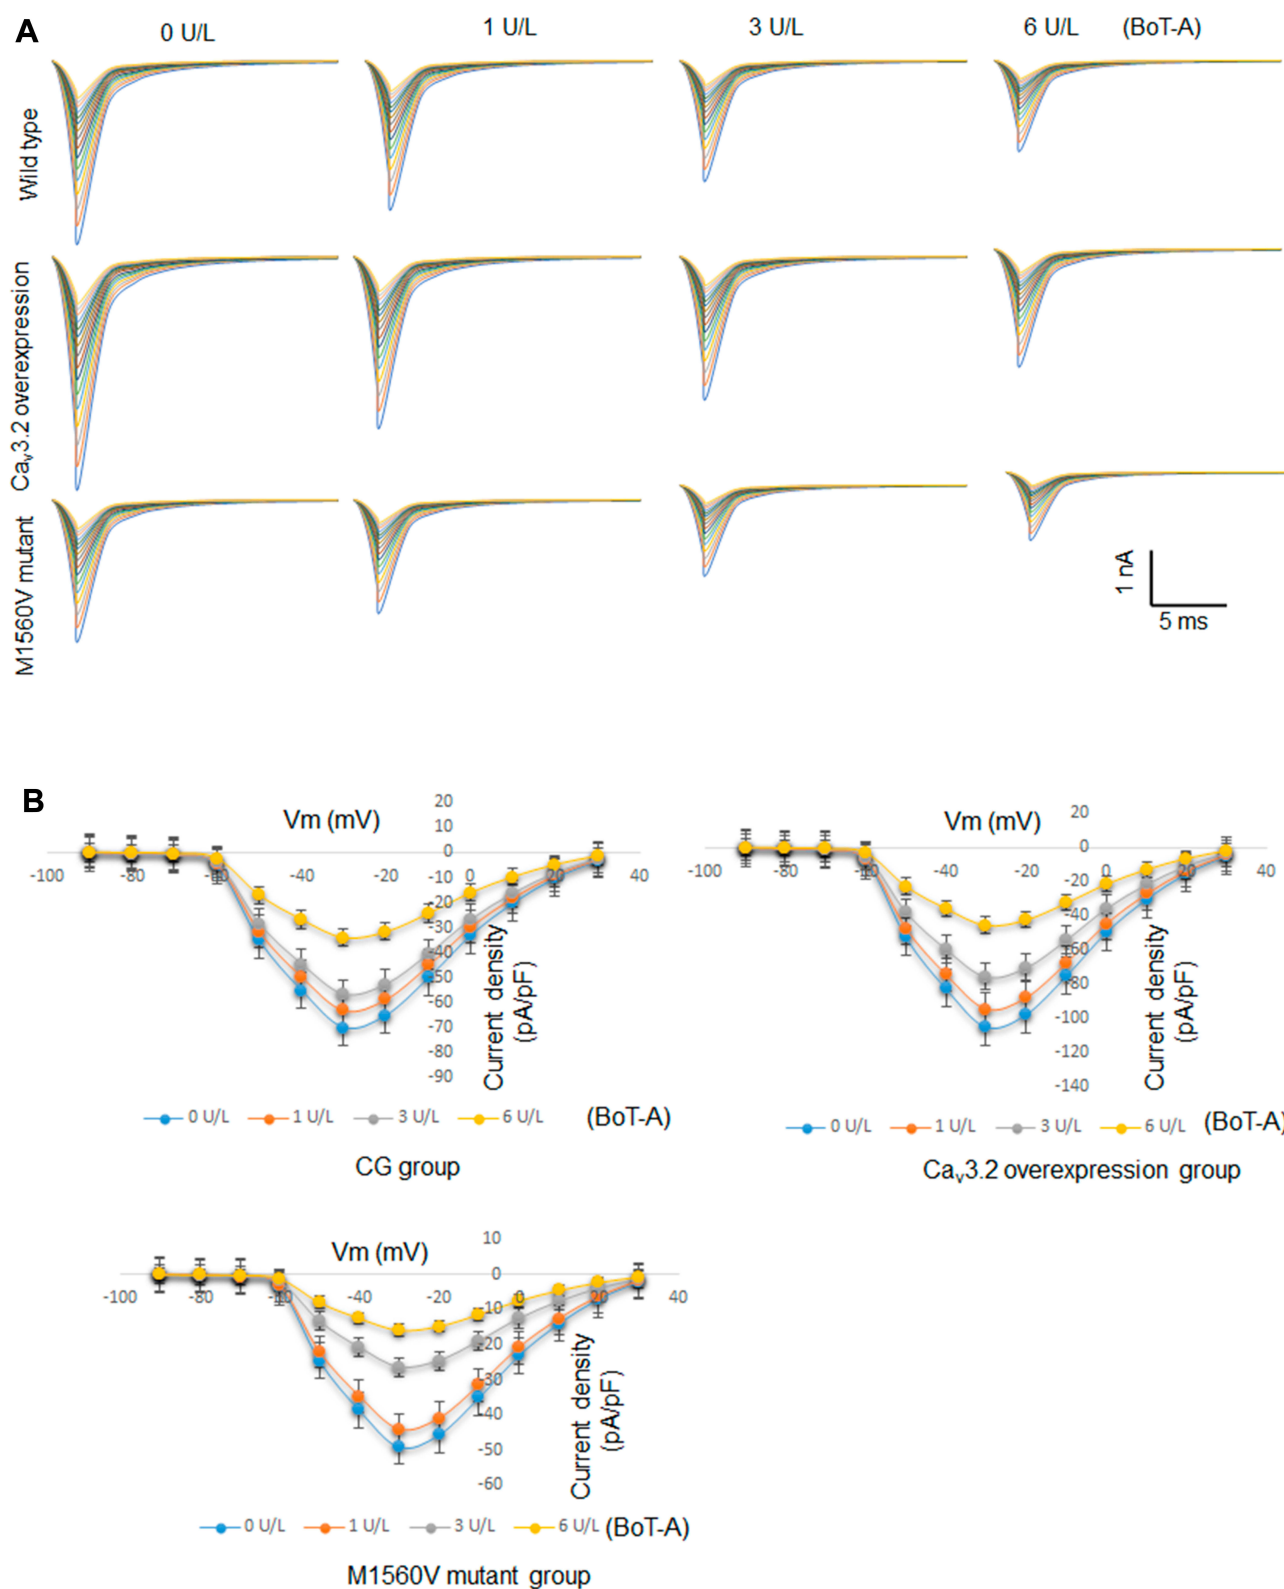 A
0 U/L
1 U/L
3 U/L
6 U/L
(BoT-A)
Wild type
Cav3.2 overexpression
M1560V mutant
1 nA
5 ms
B
Vm (mV)
20
10
0
-10
-20
-30
-40
-50
-60
-70
-80
-90
-100
-80
-60
-40
-20
0
20
40
Current density
(pA/pF)
0 U/L
1 U/L
3 U/L
6 U/L
(BoT-A)
CG group
Vm (mV)
20
0
-20
-40
-60
-80
-100
-120
-140
-100
-80
-60
-40
-20
0
20
40
Current density
(pA/pF)
0 U/L
1 U/L
3 U/L
6 U/L
(BoT-A)
Cav3.2 overexpression group
Vm (mV)
10
0
-10
-20
-30
-40
-50
-60
-100
-80
-60
-40
-20
0
20
40
Current density
(pA/pF)
0 U/L
1 U/L
3 U/L
6 U/L
(BoT-A)
M1560V mutant group